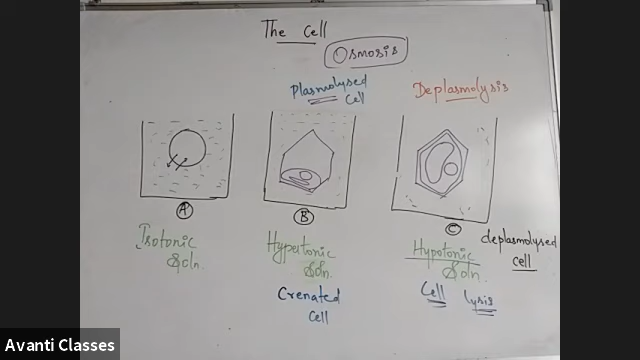 The Cell
Osmosis
Plasmolysed
Cell
Deplasmolysis
A
B
C
Isotonic
Soln.
Hypertonic
Soln.
Hypotonic
Soln.
deplasmolysed
cell
Crenated
Cell
Cell Lysis
Avanti Classes